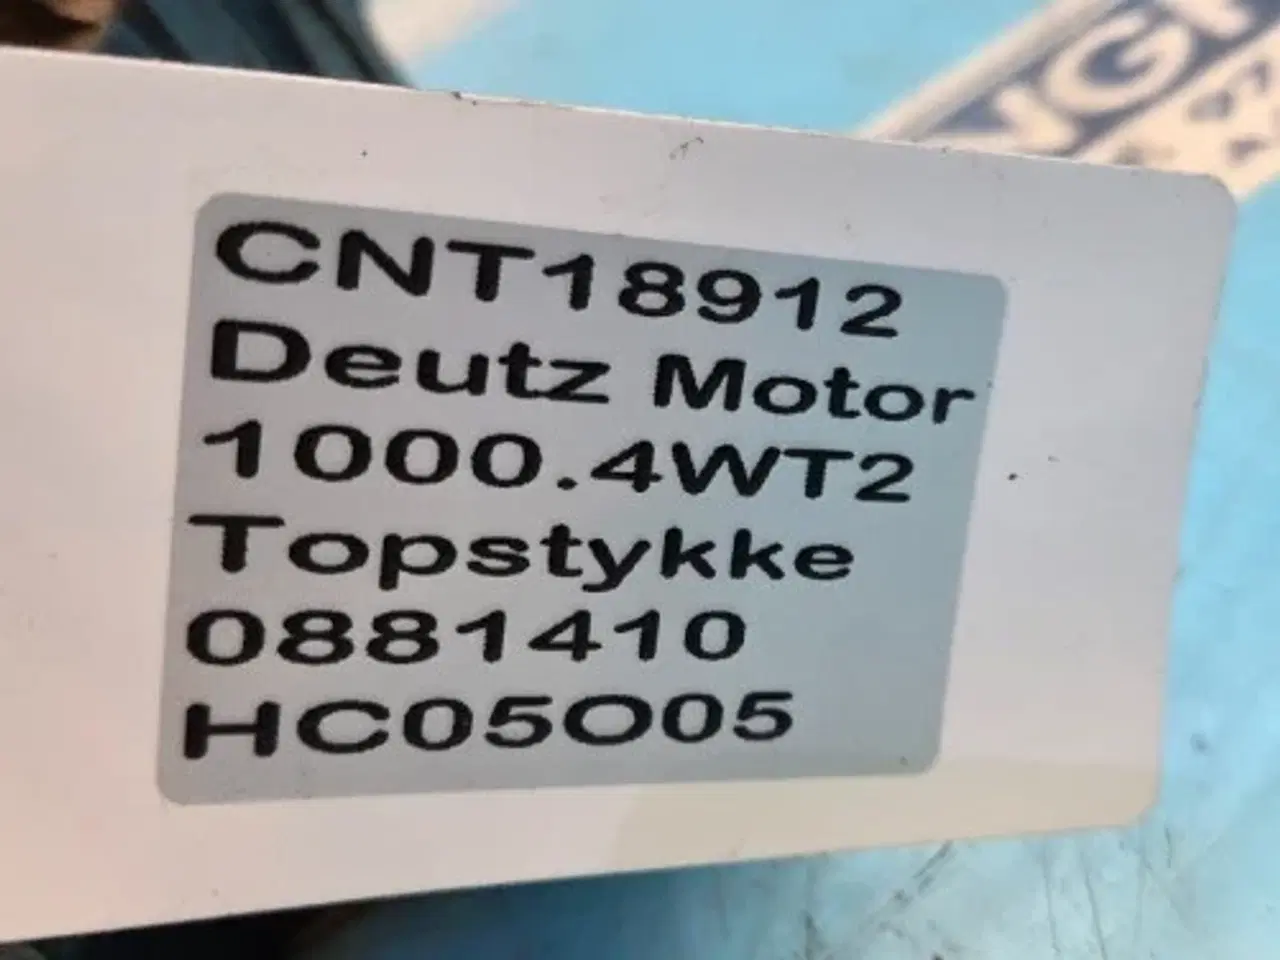 CNT18912
Deutz Motor
1000.4WT2
Topstykke
0881410
HC05O05